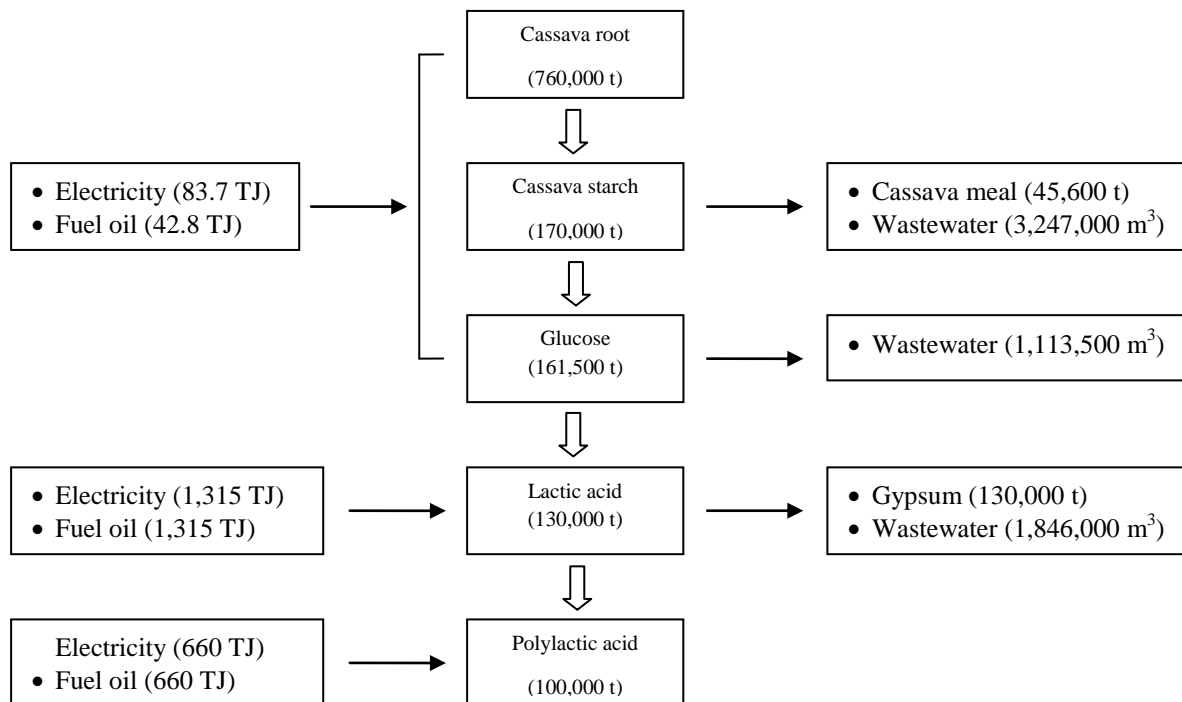 Cassava root
(760,000 t)
• Electricity (83.7 TJ)
• Fuel oil (42.8 TJ)
Cassava starch
(170,000 t)
• Cassava meal (45,600 t)
• Wastewater (3,247,000 m³)
Glucose
(161,500 t)
• Wastewater (1,113,500 m³)
• Electricity (1,315 TJ)
• Fuel oil (1,315 TJ)
Lactic acid
(130,000 t)
• Gypsum (130,000 t)
• Wastewater (1,846,000 m³)
Electricity (660 TJ)
• Fuel oil (660 TJ)
Polylactic acid
(100,000 t)